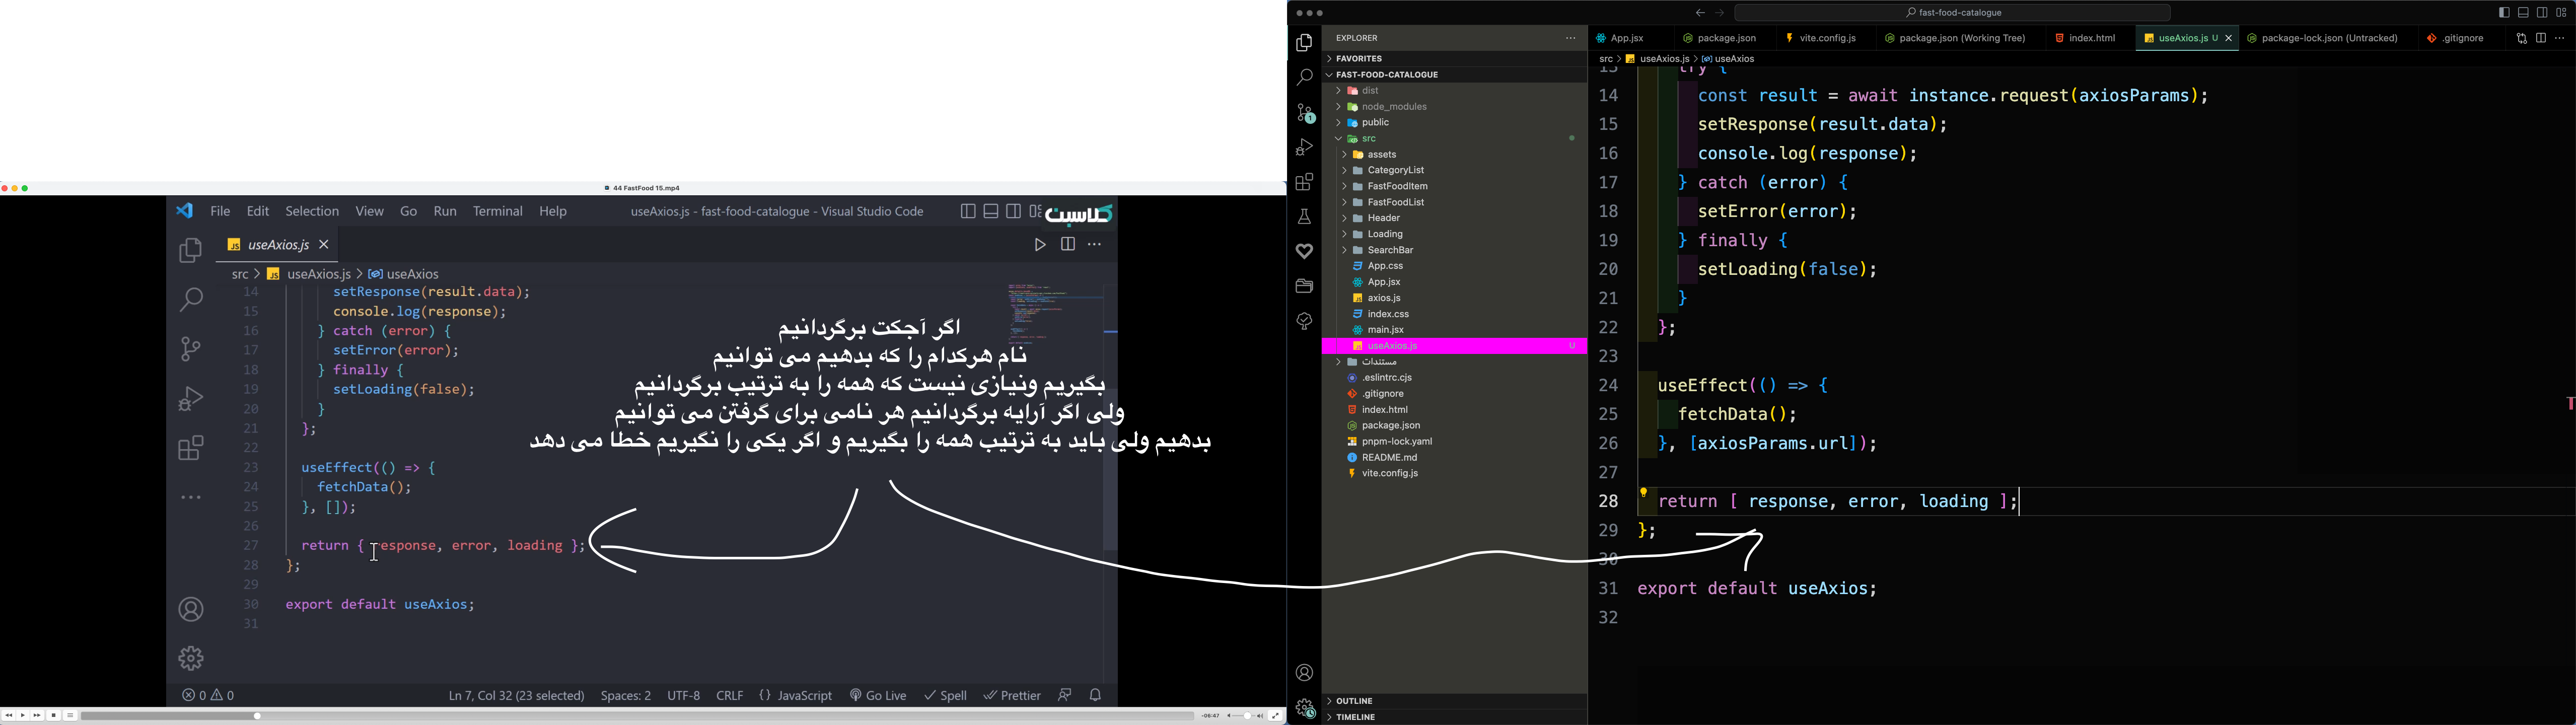 44 FastFood 15.mp4
File Edit Selection View Go Run Terminal Help
useAxios.js - fast-food-catalogue - Visual Studio Code
کلاسیت
useAxios.js
src > useAxios.js > useAxios
14 setResponse(result.data);
15 console.log(response);
16 } catch (error) {
17 setError(error);
18 } finally {
19 setLoading(false);
20 }
21 };
22
23 useEffect(() => {
24 fetchData();
25 }, []);
26
27 return { response, error, loading };
28 };
29
30 export default useAxios;
31
اگر آجکت برگردانیم
نام هرکدام را که بدهیم می توانیم
بگیریم ونیازی نیست که همه را به ترتیب برگردانیم
ولی اگر آرایه برگردانیم هر نامی برای گرفتن می توانیم
بدهیم ولی باید به ترتیب همه را بگیریم و اگر یکی را نگیریم خطا می دهد
0 0 Ln 7, Col 32 (23 selected) Spaces: 2 UTF-8 CRLF {} JavaScript Go Live Spell Prettier
-06:47
fast-food-catalogue
EXPLORER
FAVORITES
FAST-FOOD-CATALOGUE
dist
node_modules
public
src
assets
CategoryList
FastFoodItem
FastFoodList
Header
Loading
SearchBar
App.css
App.jsx
axios.js
index.css
main.jsx
useAxios.js U
مستندات
.eslintrc.cjs
.gitignore
index.html
package.json
pnpm-lock.yaml
README.md
vite.config.js
OUTLINE
TIMELINE
1
App.jsx package.json vite.config.js package.json (Working Tree) index.html useAxios.js U package-lock.json (Untracked) .gitignore
src > useAxios.js > useAxios
13 try {
14 const result = await instance.request(axiosParams);
15 setResponse(result.data);
16 console.log(response);
17 } catch (error) {
18 setError(error);
19 } finally {
20 setLoading(false);
21 }
22 };
23
24 useEffect(() => {
25 fetchData();
26 }, [axiosParams.url]);
27
28 return [ response, error, loading ];
29 };
30
31 export default useAxios;
32